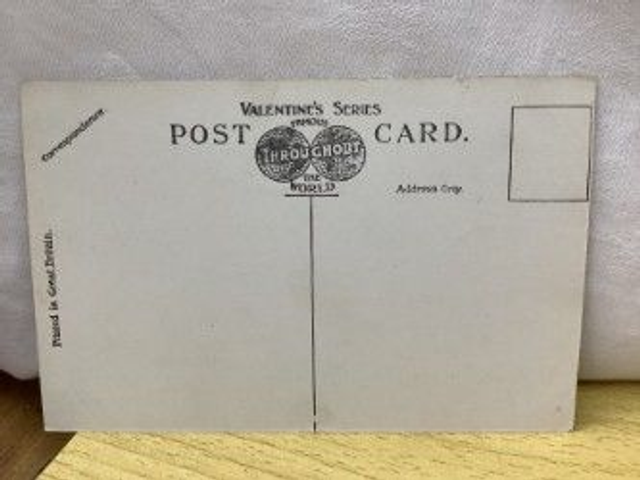 VALENTINE'S SERIES
FAMOUS
POST CARD.
THROUGHOUT
THE
WORLD
Correspondence.
Address Only.
Printed in Great Britain.